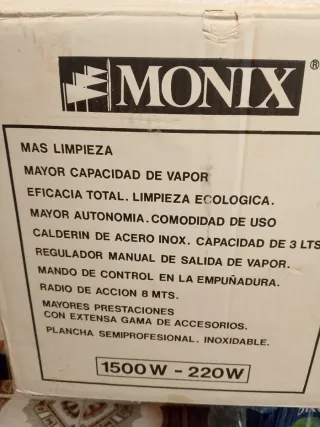 MONIX ®
MAS LIMPIEZA
MAYOR CAPACIDAD DE VAPOR
EFICACIA TOTAL. LIMPIEZA ECOLOGICA.
MAYOR AUTONOMIA. COMODIDAD DE USO
CALDERIN DE ACERO INOX. CAPACIDAD DE 3 LTS
REGULADOR MANUAL DE SALIDA DE VAPOR.
MANDO DE CONTROL EN LA EMPUÑADURA.
RADIO DE ACCION 8 MTS.
MAYORES PRESTACIONES
CON EXTENSA GAMA DE ACCESORIOS.
PLANCHA SEMIPROFESIONAL. INOXIDABLE.
1500 W - 220 W